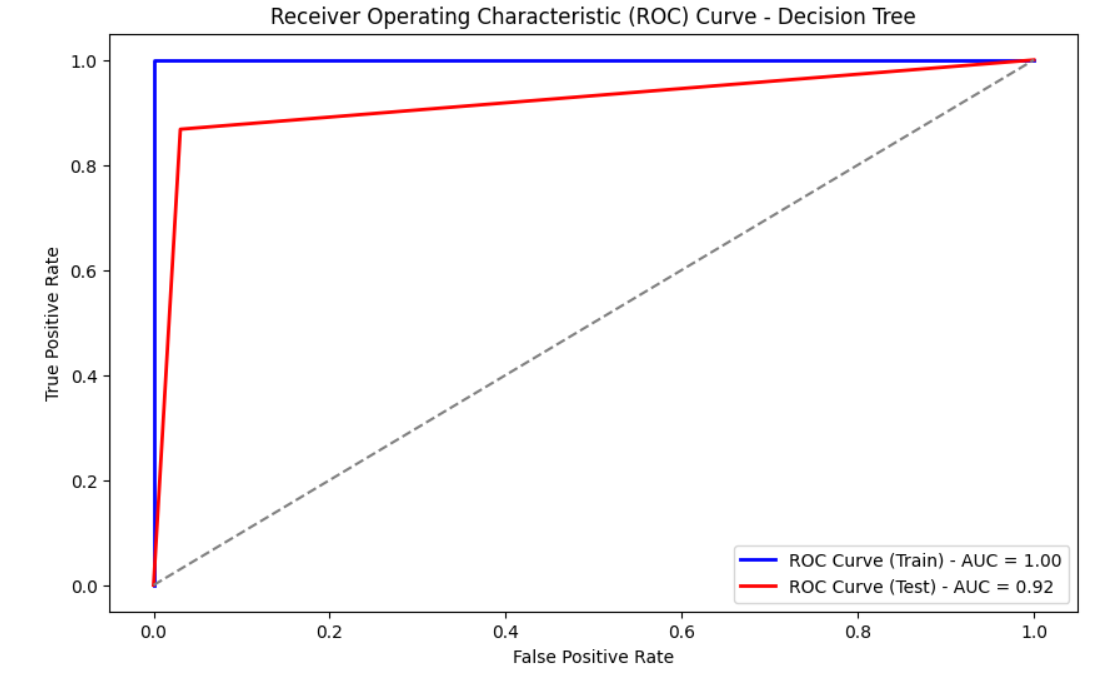 Receiver Operating Characteristic (ROC) Curve - Decision Tree
True Positive Rate
1.0
0.8
0.6
0.4
0.2
0.0
ROC Curve (Train) - AUC = 1.00
ROC Curve (Test) - AUC = 0.92
0.0 0.2 0.4 0.6 0.8 1.0
False Positive Rate